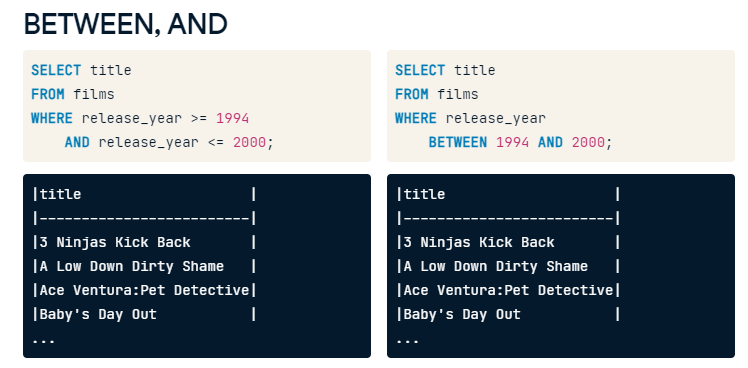 BETWEEN, AND
SELECT title
FROM films
WHERE release_year >= 1994
    AND release_year <= 2000;
|title                    |
|-------------------------|
|3 Ninjas Kick Back       |
|A Low Down Dirty Shame   |
|Ace Ventura:Pet Detective|
|Baby's Day Out           |
...
SELECT title
FROM films
WHERE release_year
    BETWEEN 1994 AND 2000;
|title                    |
|-------------------------|
|3 Ninjas Kick Back       |
|A Low Down Dirty Shame   |
|Ace Ventura:Pet Detective|
|Baby's Day Out           |
...